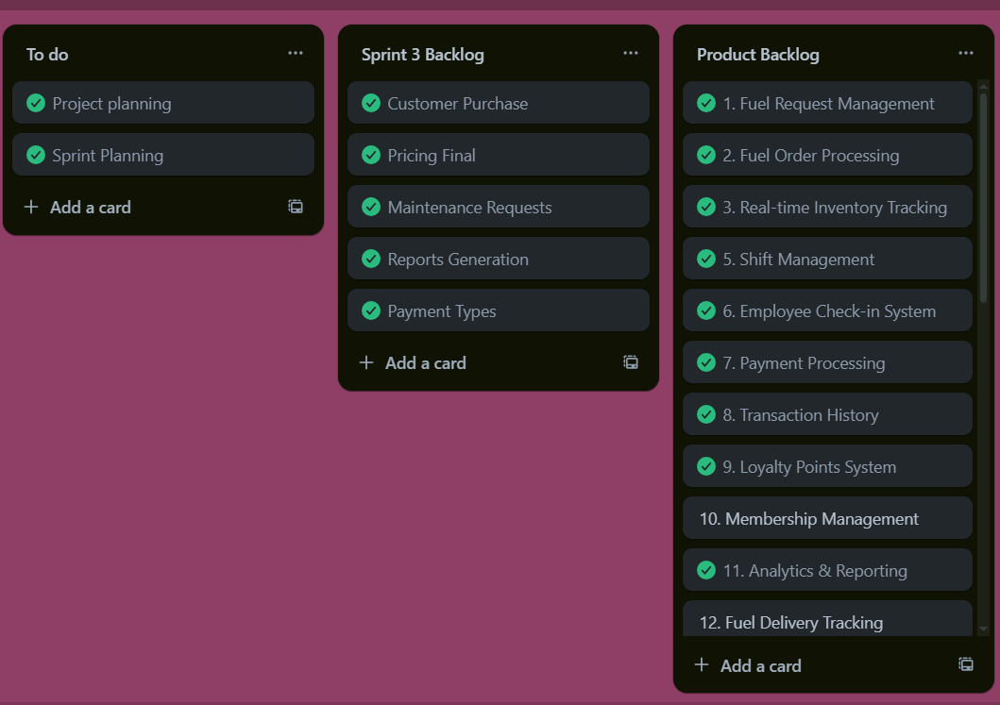 To do
Project planning
Sprint Planning
Add a card
Sprint 3 Backlog
Customer Purchase
Pricing Final
Maintenance Requests
Reports Generation
Payment Types
Add a card
Product Backlog
1. Fuel Request Management
2. Fuel Order Processing
3. Real-time Inventory Tracking
5. Shift Management
6. Employee Check-in System
7. Payment Processing
8. Transaction History
9. Loyalty Points System
10. Membership Management
11. Analytics & Reporting
12. Fuel Delivery Tracking
Add a card